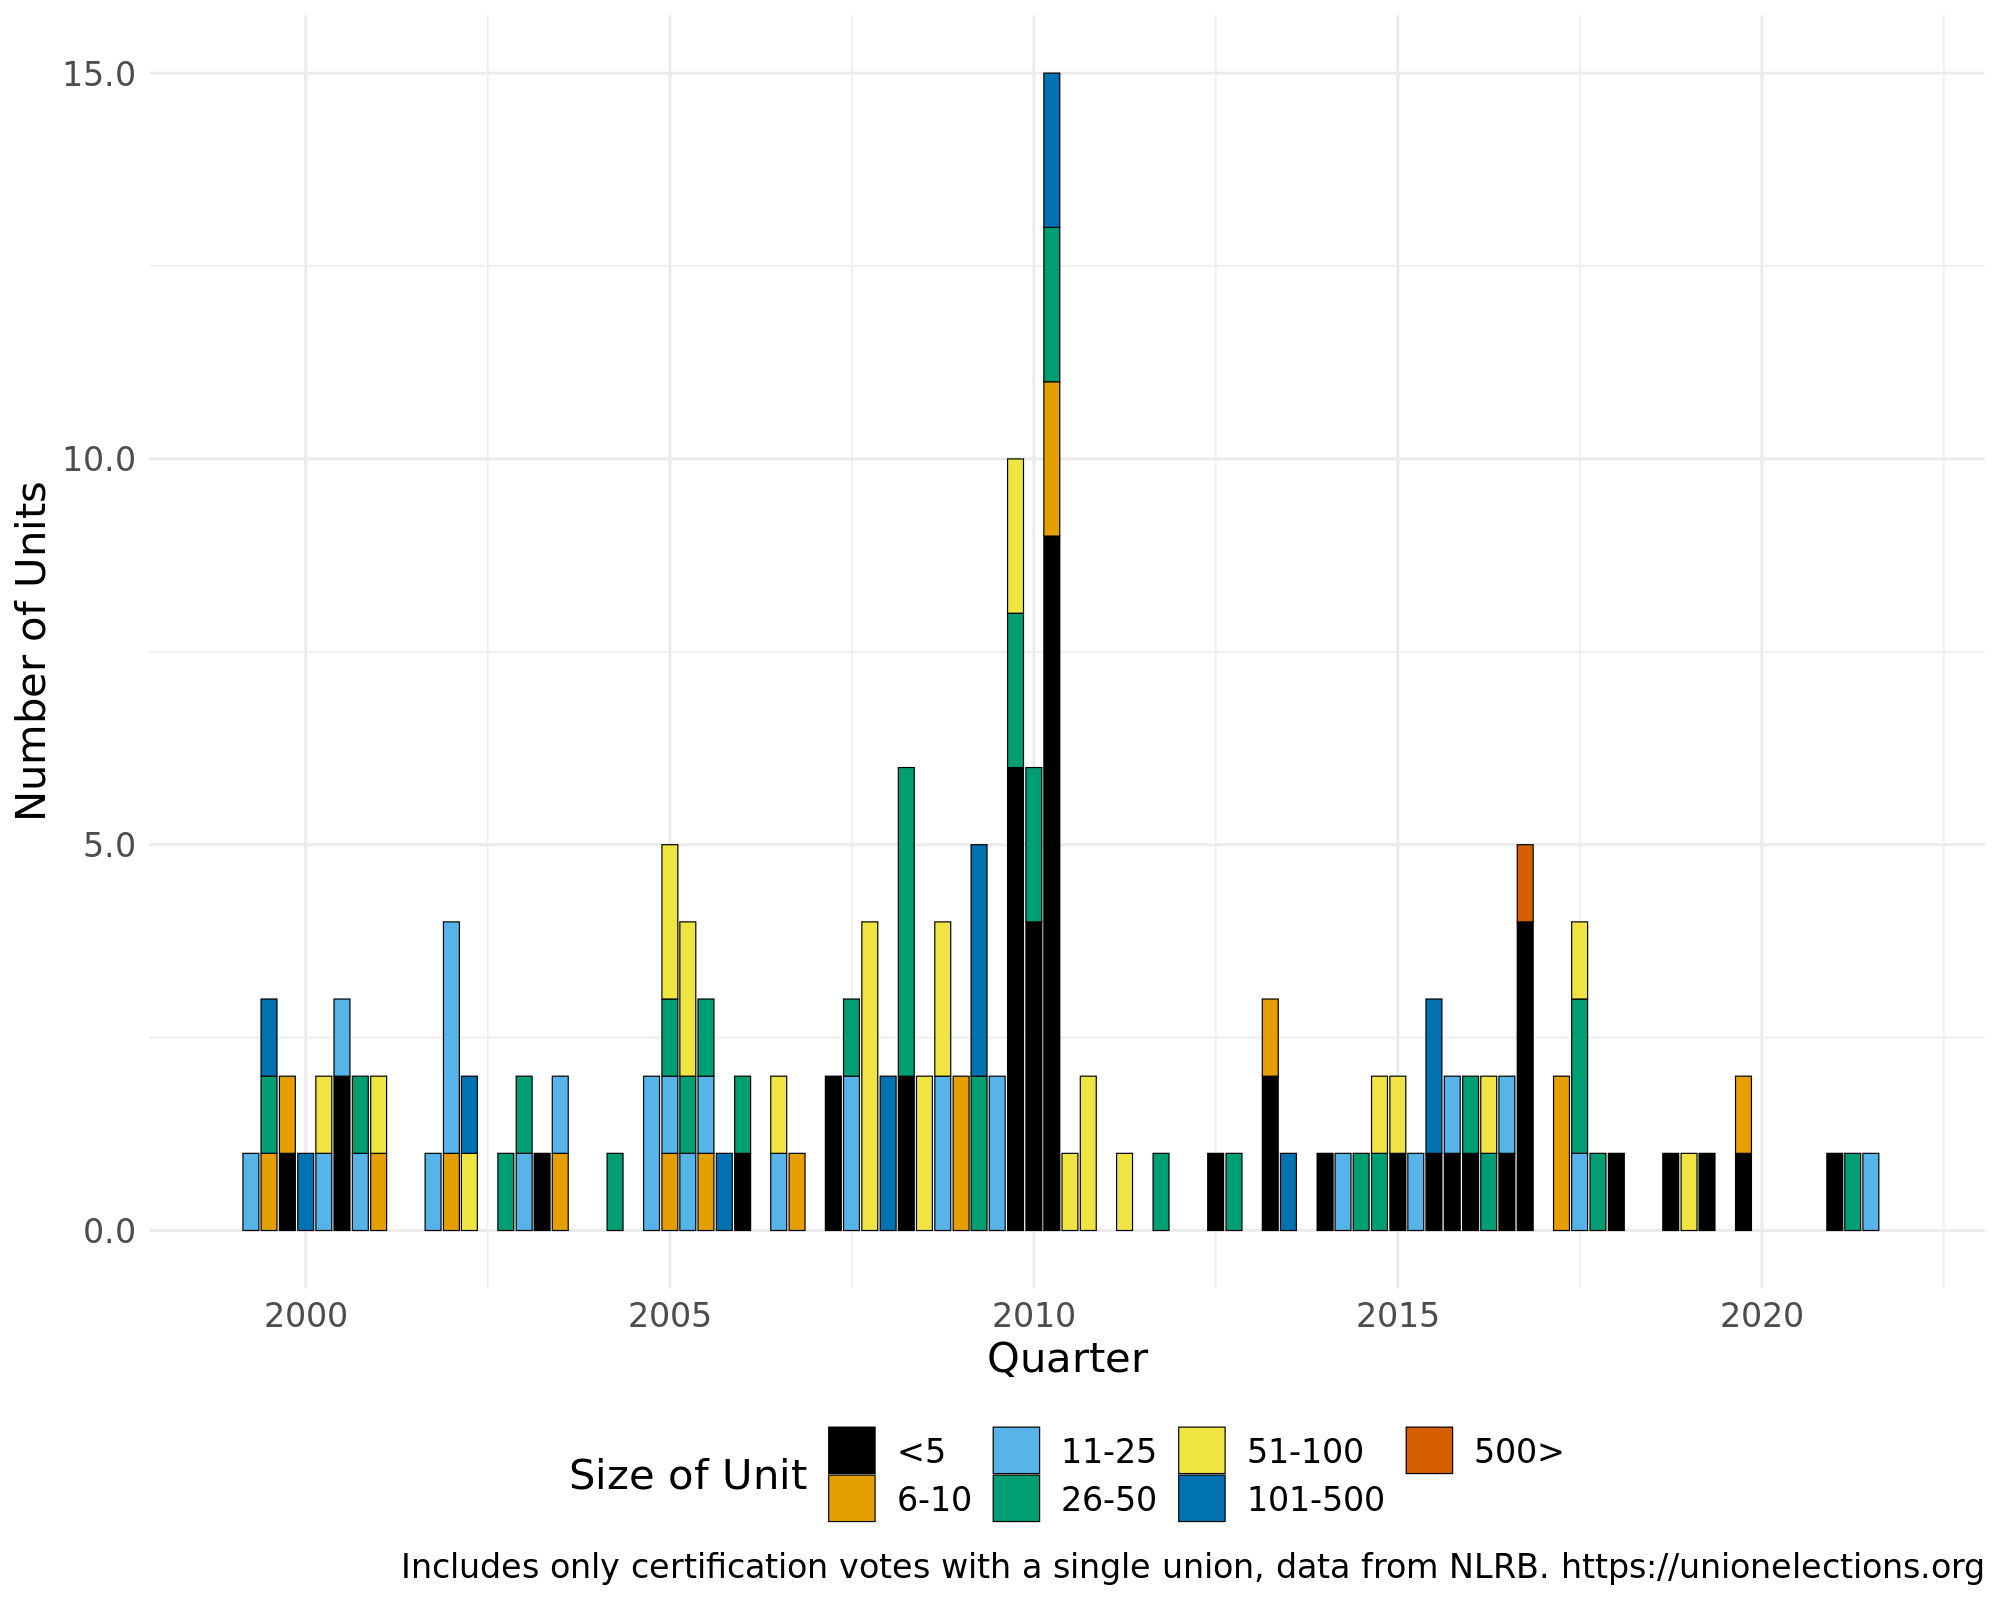 15.0
10.0
5.0
0.0
Number of Units
2000 2005 2010 2015 2020
Quarter
Size of Unit
<5 11-25 51-100 500>
6-10 26-50 101-500
Includes only certification votes with a single union, data from NLRB. https://unionelections.org